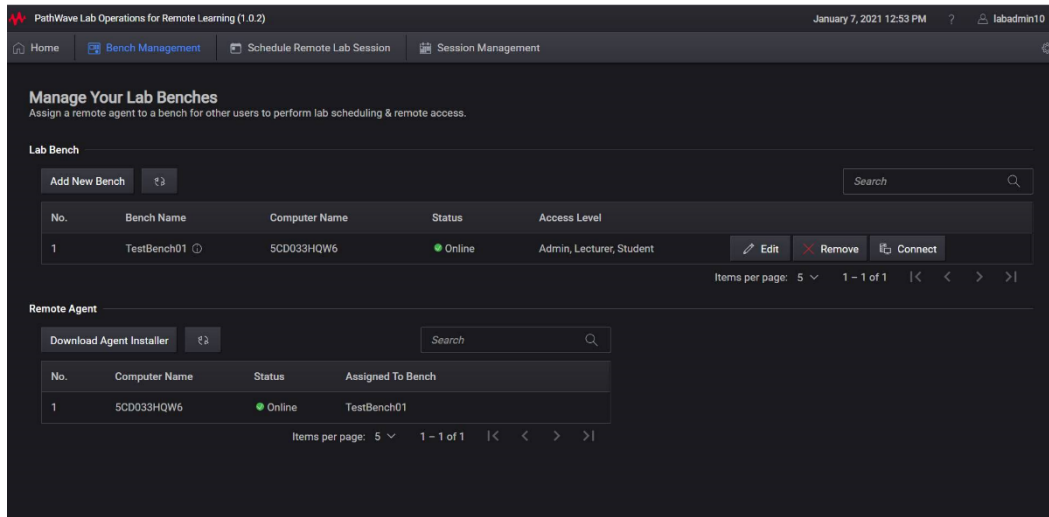 PathWave Lab Operations for Remote Learning (1.0.2) January 7, 2021 12:53 PM ? labadmin10
Home Bench Management Schedule Remote Lab Session Session Management
Manage Your Lab Benches
Assign a remote agent to a bench for other users to perform lab scheduling & remote access.
Lab Bench
Add New Bench Search
No. Bench Name Computer Name Status Access Level
1 TestBench01 5CD033HQW6 Online Admin, Lecturer, Student Edit Remove Connect
Items per page: 5 1 – 1 of 1
Remote Agent
Download Agent Installer Search
No. Computer Name Status Assigned To Bench
1 5CD033HQW6 Online TestBench01
Items per page: 5 1 – 1 of 1